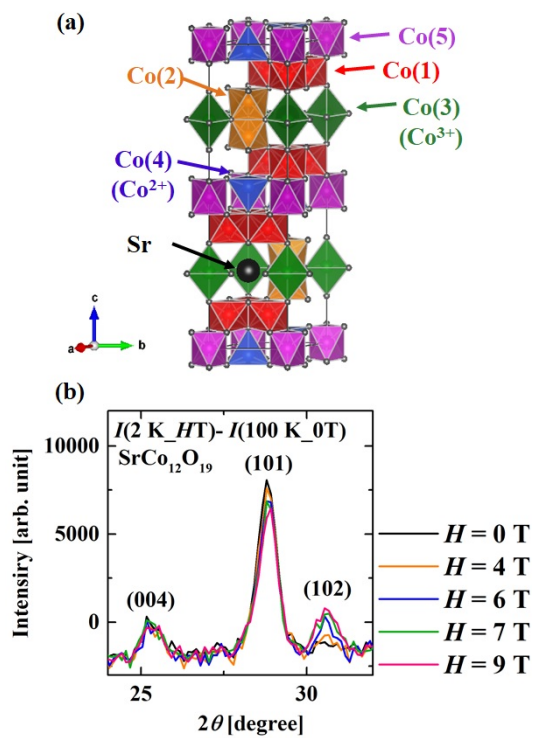 (a)
Co(5)
Co(2)
Co(1)
Co(3)
(Co³⁺)
Co(4)
(Co²⁺)
Sr
c
a
b
(b)
I(2 K_HT)- I(100 K_0T)
SrCo₁₂O₁₉
(101)
(004)
(102)
10000
5000
0
Intensiry [arb. unit]
25
30
2θ [degree]
H = 0 T
H = 4 T
H = 6 T
H = 7 T
H = 9 T